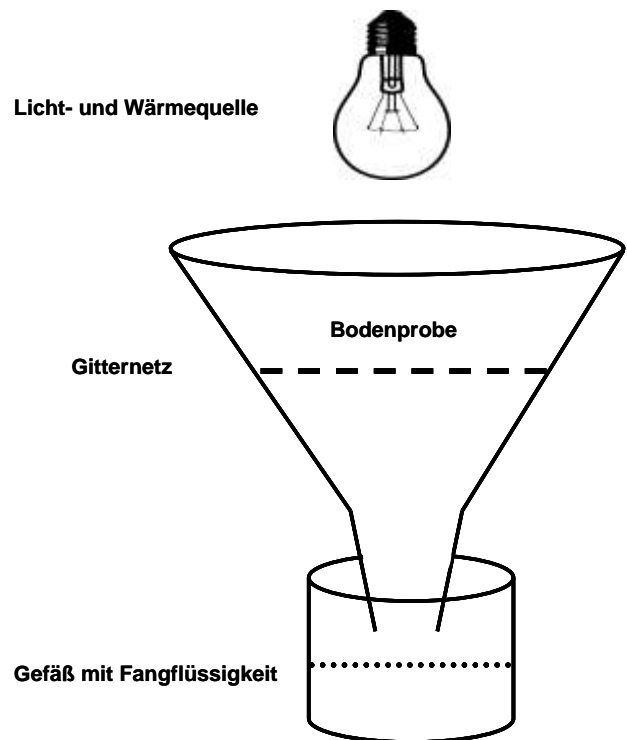 Licht- und Wärmequelle
Bodenprobe
Gitternetz
Gefäß mit Fangflüssigkeit